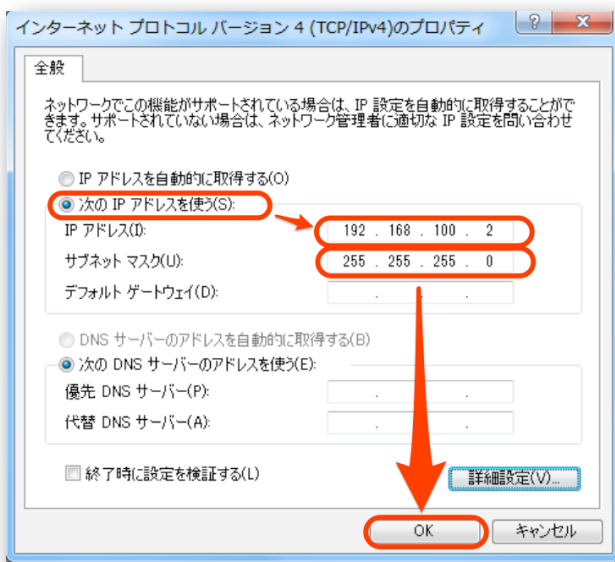 インターネット プロトコル バージョン 4 (TCP/IPv4)のプロパティ
全般
ネットワークでこの機能がサポートされている場合は、IP 設定を自動的に取得することがで
きます。サポートされていない場合は、ネットワーク管理者に適切な IP 設定を問い合わせ
てください。
IP アドレスを自動的に取得する(O)
次の IP アドレスを使う(S):
IP アドレス(I): 192 . 168 . 100 . 2
サブネット マスク(U): 255 . 255 . 255 . 0
デフォルト ゲートウェイ(D): . . .
DNS サーバーのアドレスを自動的に取得する(B)
次の DNS サーバーのアドレスを使う(E):
優先 DNS サーバー(P): . . .
代替 DNS サーバー(A): . . .
終了時に設定を検証する(L)
詳細設定(V)...
OK キャンセル